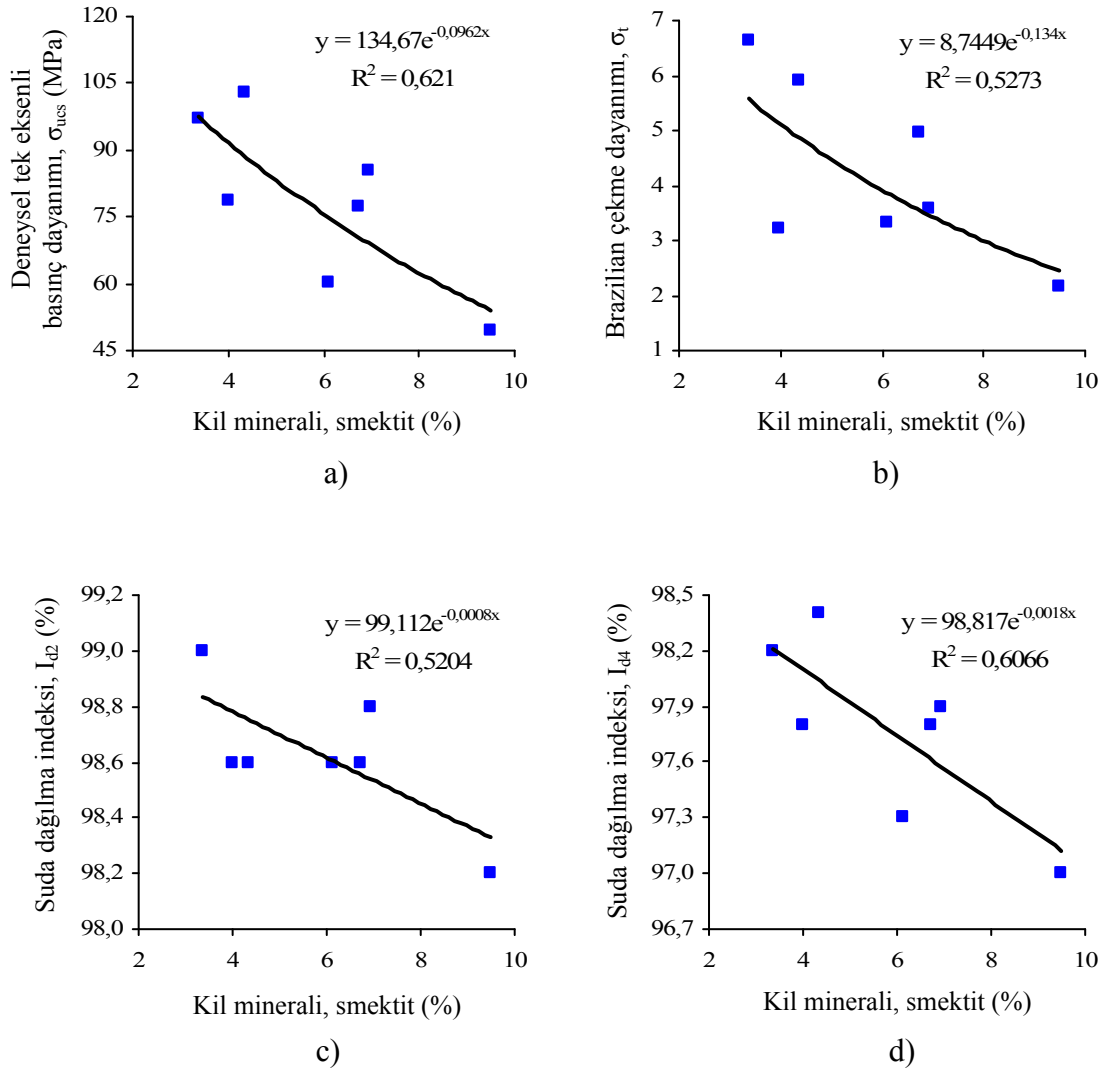 Deneysel tek eksenli
basınç dayanımı, σucs (MPa)
120
105
90
75
60
45
y = 134,67e-0,0962x
R2 = 0,621
2 4 6 8 10
Kil minerali, smektit (%)
a)
Brazilian çekme dayanımı, σt
7
6
5
4
3
2
1
y = 8,7449e-0,134x
R2 = 0,5273
2 4 6 8 10
Kil minerali, smektit (%)
b)
Suda dağılma indeksi, Id2 (%)
99,2
99,0
98,8
98,6
98,4
98,2
98,0
y = 99,112e-0,0008x
R2 = 0,5204
2 4 6 8 10
Kil minerali, smektit (%)
c)
Suda dağılma indeksi, Id4 (%)
98,5
98,2
97,9
97,6
97,3
97,0
96,7
y = 98,817e-0,0018x
R2 = 0,6066
2 4 6 8 10
Kil minerali, smektit (%)
d)